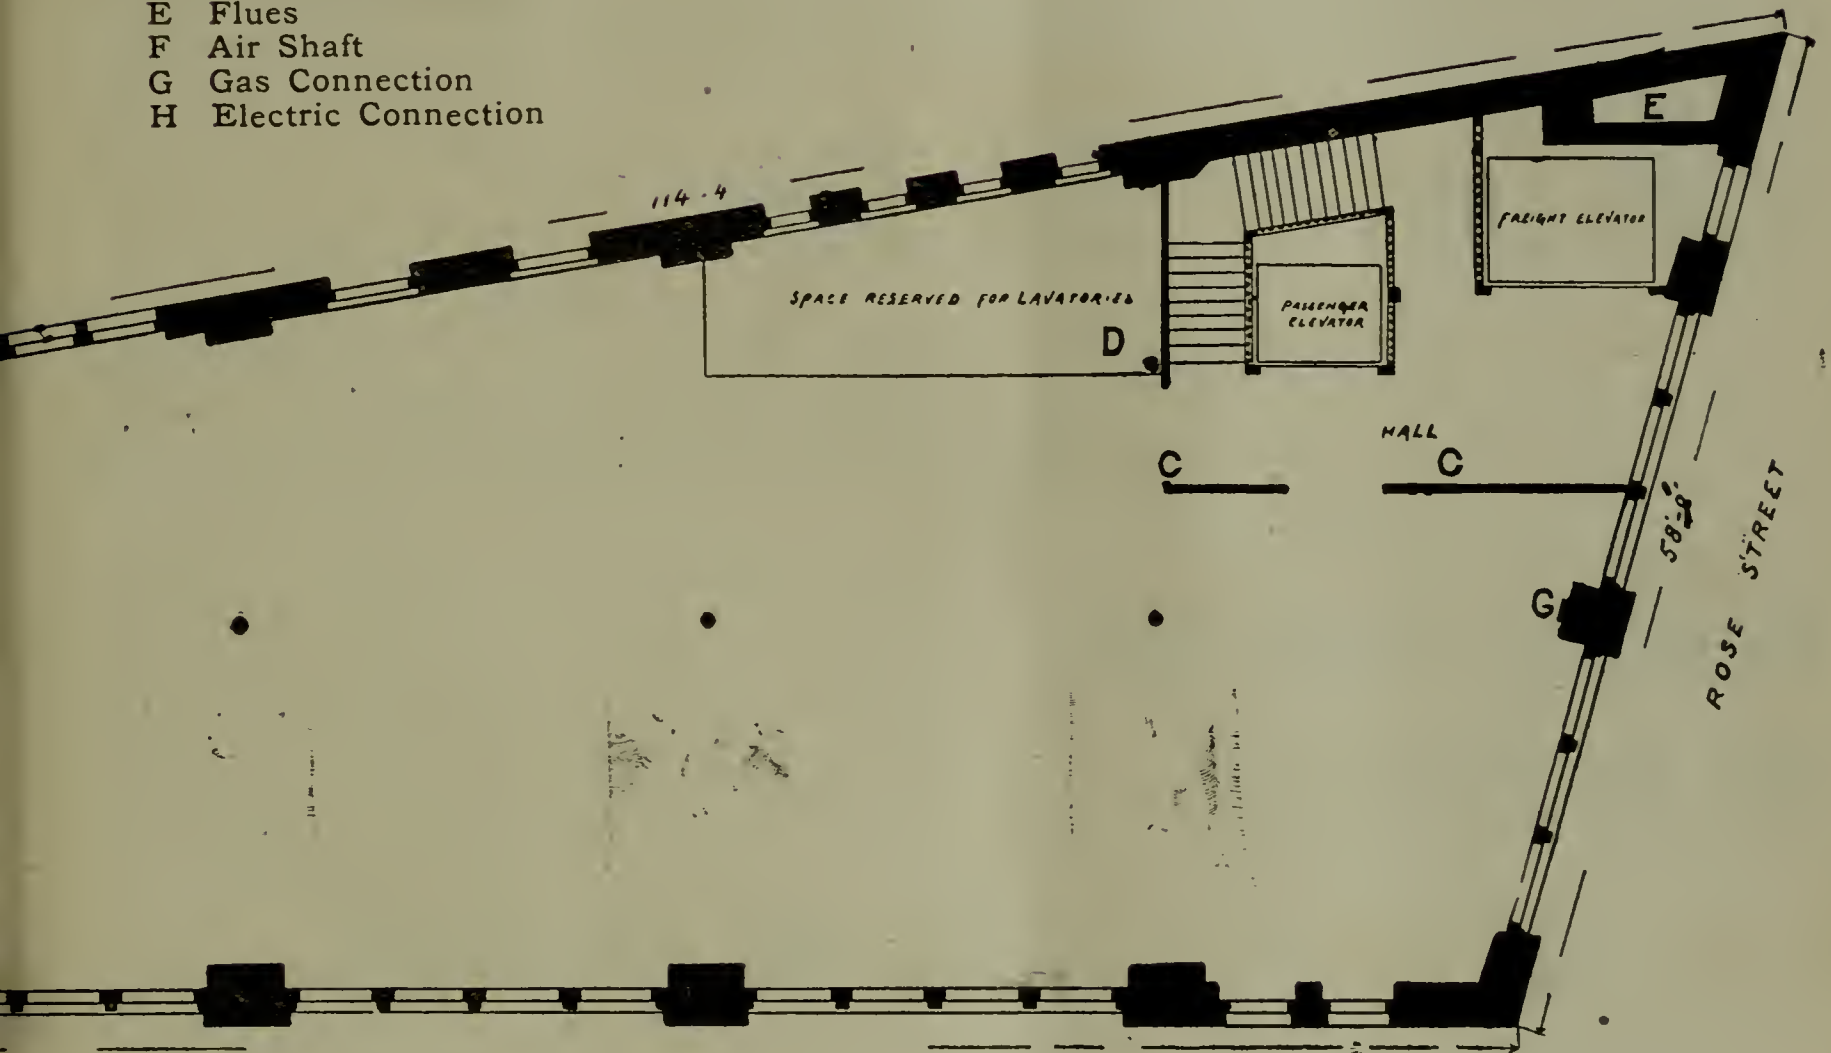 E Flues
F Air Shaft
G Gas Connection
H Electric Connection
E
114-4
FREIGHT ELEVATOR
SPACE RESERVED FOR LAVATORIES
PASSENGER
ELEVATOR
D
HALL
C
C
58'-8"
ROSE STREET
G